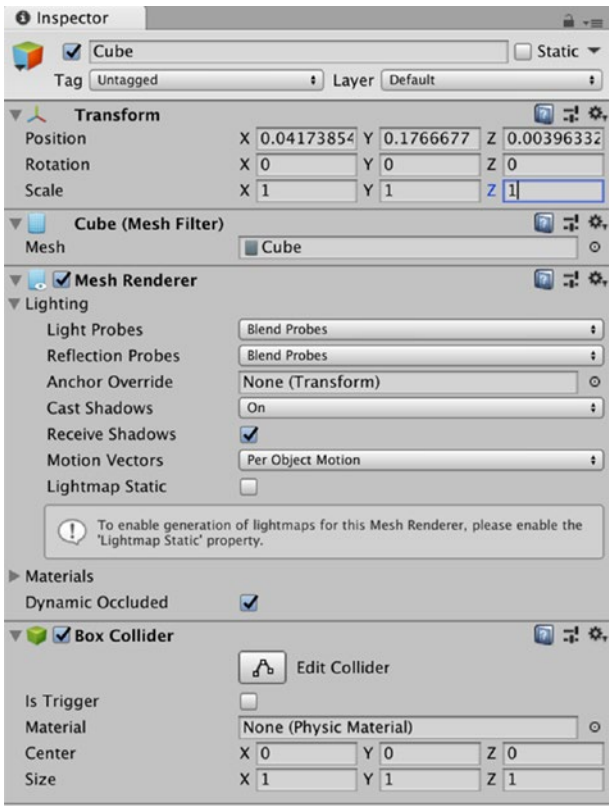 Inspector
Cube Static
Tag Untagged Layer Default
Transform
Position X 0.04173854 Y 0.1766677 Z 0.00396332
Rotation X 0 Y 0 Z 0
Scale X 1 Y 1 Z 1
Cube (Mesh Filter)
Mesh Cube
Mesh Renderer
Lighting
Light Probes Blend Probes
Reflection Probes Blend Probes
Anchor Override None (Transform)
Cast Shadows On
Receive Shadows
Motion Vectors Per Object Motion
Lightmap Static
To enable generation of lightmaps for this Mesh Renderer, please enable the
'Lightmap Static' property.
Materials
Dynamic Occluded
Box Collider
Edit Collider
Is Trigger
Material None (Physic Material)
Center X 0 Y 0 Z 0
Size X 1 Y 1 Z 1